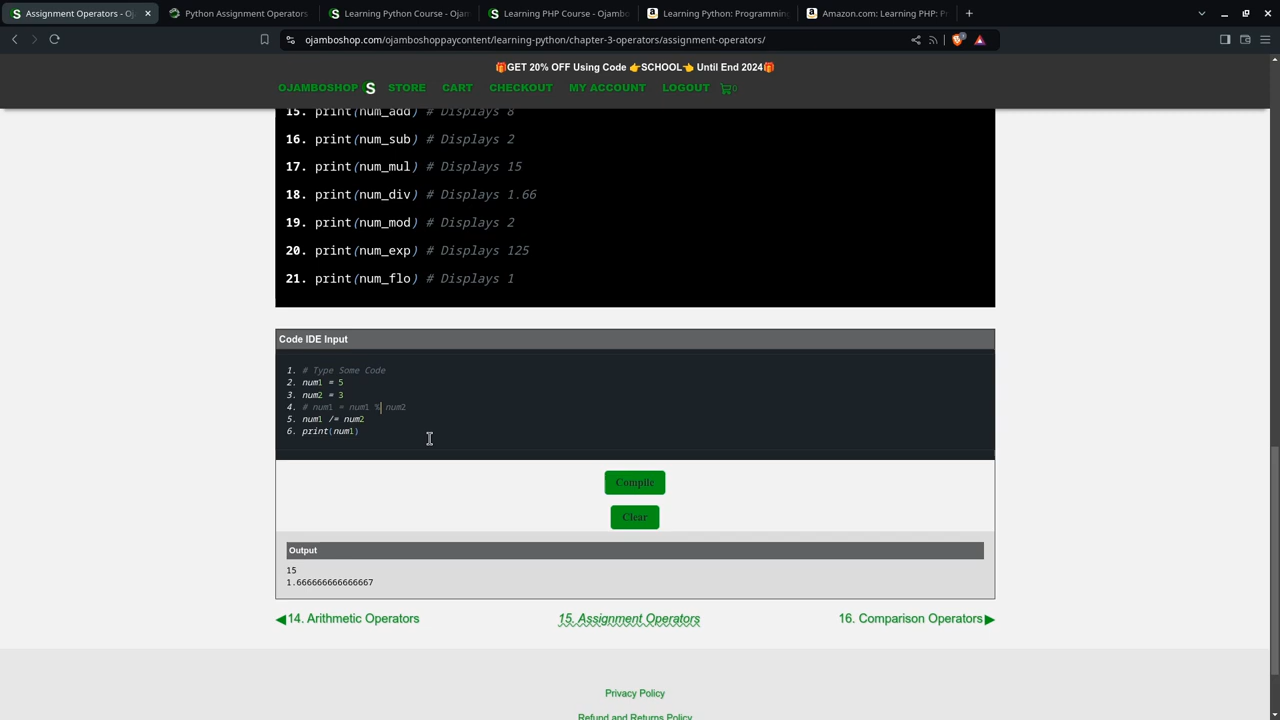 Assignment Operators - Oj
Python Assignment Operators
Learning Python Course - Ojam
Learning PHP Course - Ojambo
Learning Python: Programming
Amazon.com: Learning PHP: P
ojamboshop.com/ojamboshoppaycontent/learning-python/chapter-3-operators/assignment-operators/
🎁GET 20% OFF Using Code 👉SCHOOL👈 Until End 2024🎁
OJAMBOSHOP S STORE CART CHECKOUT MY ACCOUNT LOGOUT 0
15. print(num_add) # Displays 8
16. print(num_sub) # Displays 2
17. print(num_mul) # Displays 15
18. print(num_div) # Displays 1.66
19. print(num_mod) # Displays 2
20. print(num_exp) # Displays 125
21. print(num_flo) # Displays 1
Code IDE Input
1. # Type Some Code
2. num1 = 5
3. num2 = 3
4. # num1 = num1 % num2
5. num1 /= num2
6. print(num1)
Compile
Clear
Output
15
1.666666666666667
◀14. Arithmetic Operators
15. Assignment Operators
16. Comparison Operators▶
Privacy Policy
Refund and Returns Policy